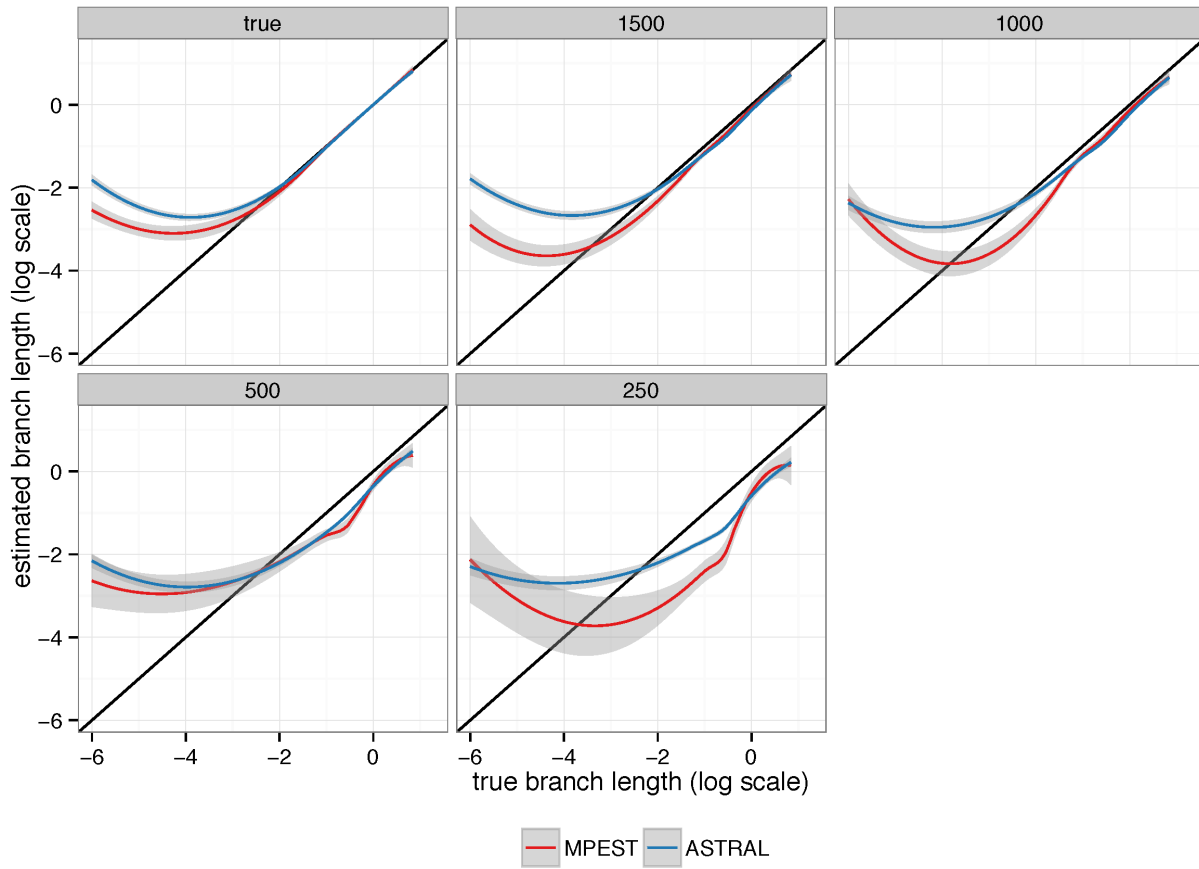 true 1500 1000
0
−2
−4
−6
500 250
0
−2
−4
−6
estimated branch length (log scale)
−6 −4 −2 0 −6 −4 −2 0
true branch length (log scale)
MPEST ASTRAL